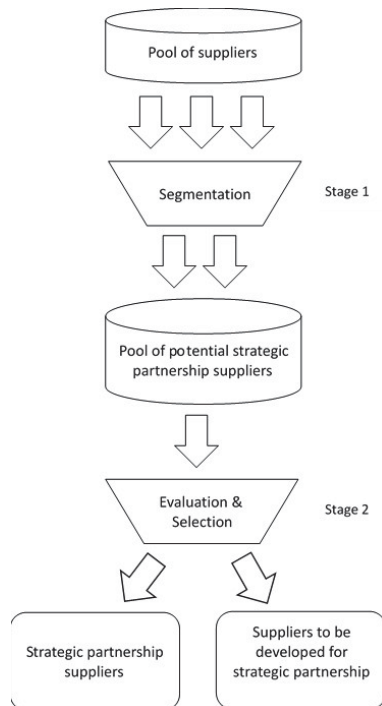 Pool of suppliers
Segmentation
Stage 1
Pool of potential strategic
partnership suppliers
Evaluation &
Selection
Stage 2
Strategic partnership
suppliers
Suppliers to be
developed for
strategic partnership